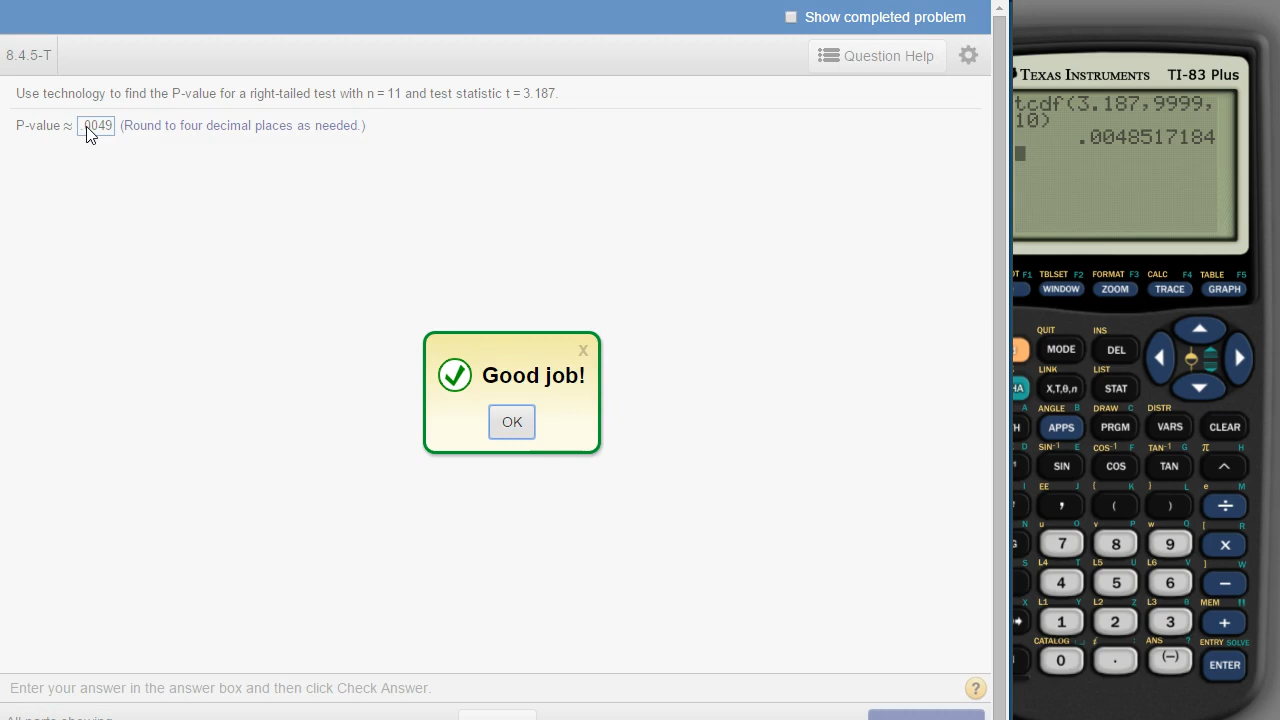 Show completed problem
8.4.5-T
Question Help
Use technology to find the P-value for a right-tailed test with n = 11 and test statistic t = 3.187.
P-value ≈ .0049 (Round to four decimal places as needed.)
X
Good job!
OK
Enter your answer in the answer box and then click Check Answer.
?
All parts showing
TEXAS INSTRUMENTS TI-83 Plus
tcdf(3.187,9999,
10)
.0048517184
F1 TBLSET F2 FORMAT F3 CALC F4 TABLE F5
WINDOW ZOOM TRACE GRAPH
QUIT INS
MODE DEL
LINK LIST
X,T,θ,n STAT
A ANGLE B DRAW C DISTR
APPS PRGM VARS CLEAR
D SIN⁻¹ E COS⁻¹ F TAN⁻¹ G π H
SIN COS TAN ^
I EE J { K } L e M
, ( ) ÷
N u O v P w Q [ R
7 8 9 X
S L4 T L5 U L6 V ] W
4 5 6 −
X L1 Y L2 Z L3 θ MEM "
1 2 3 +
CATALOG : ANS ? ENTRY SOLVE
0 . (−) ENTER